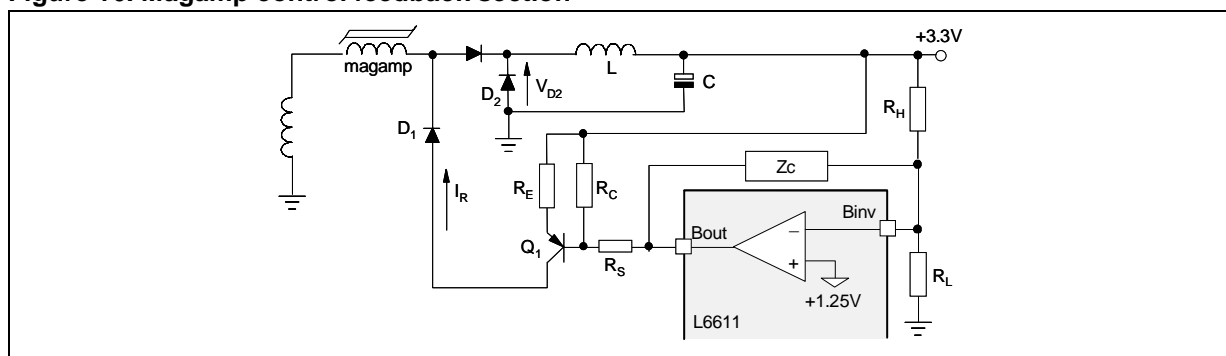 Figure 10. Magamp control feedback section
+3.3V
magamp
L
C
D2
VD2
RH
D1
Zc
IR
RE
RC
Bout
Binv
Q1
RS
RL
+1.25V
L6611
−
+